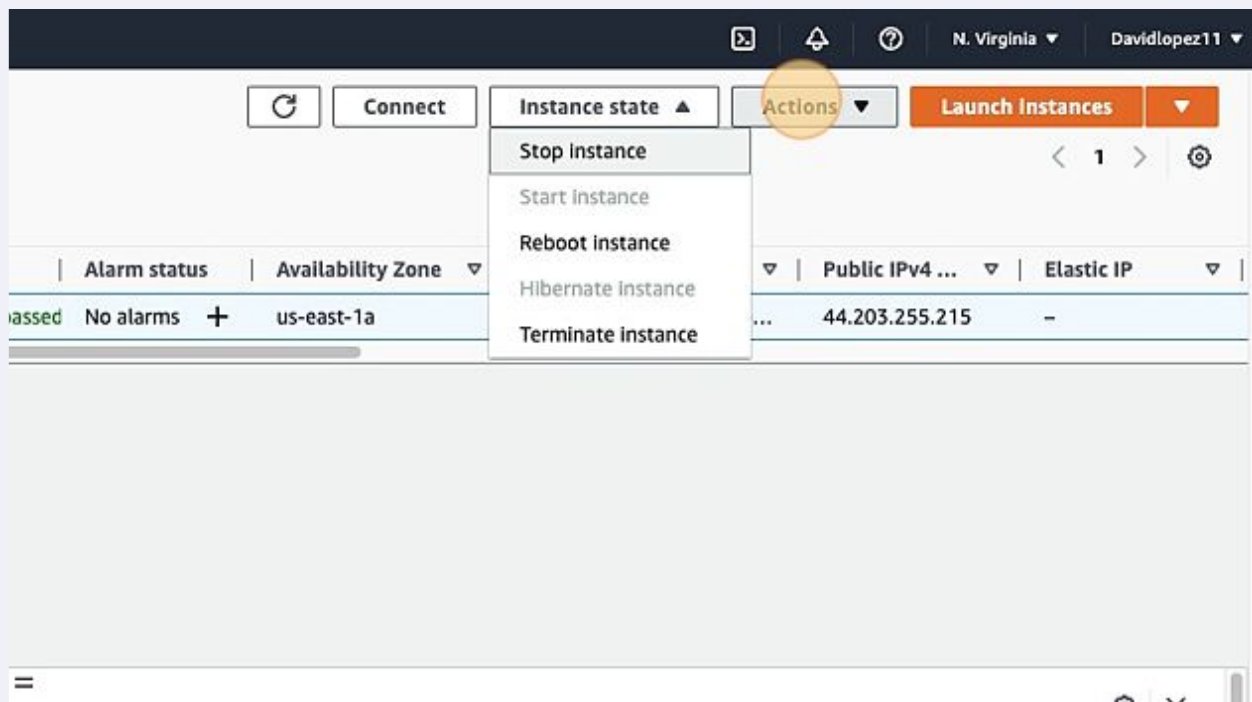 N. Virginia Davidlopez11
Connect Instance state Actions Launch Instances
Stop instance
1
Start instance
Reboot instance
Alarm status Availability Zone Public IPv4 ... Elastic IP
Hibernate instance
passed No alarms + us-east-1a ... 44.203.255.215 –
Terminate instance